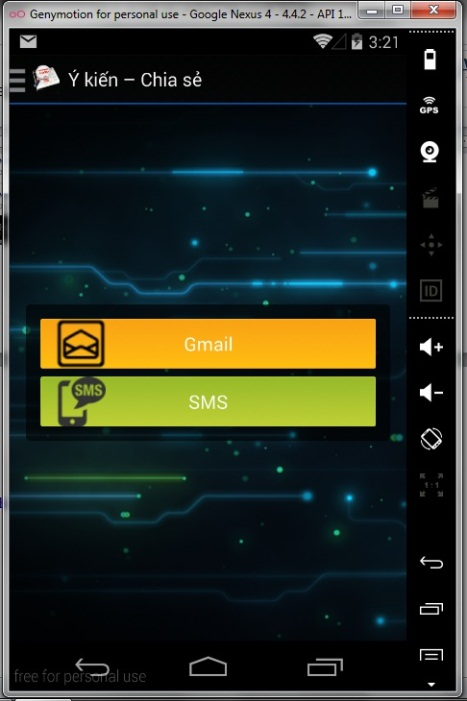 Genymotion for personal use - Google Nexus 4 - 4.4.2 - API 1...
3:21
GPS
Ý kiến – Chia sẻ
ID
Gmail
SMS
SMS
1:1
free for personal use